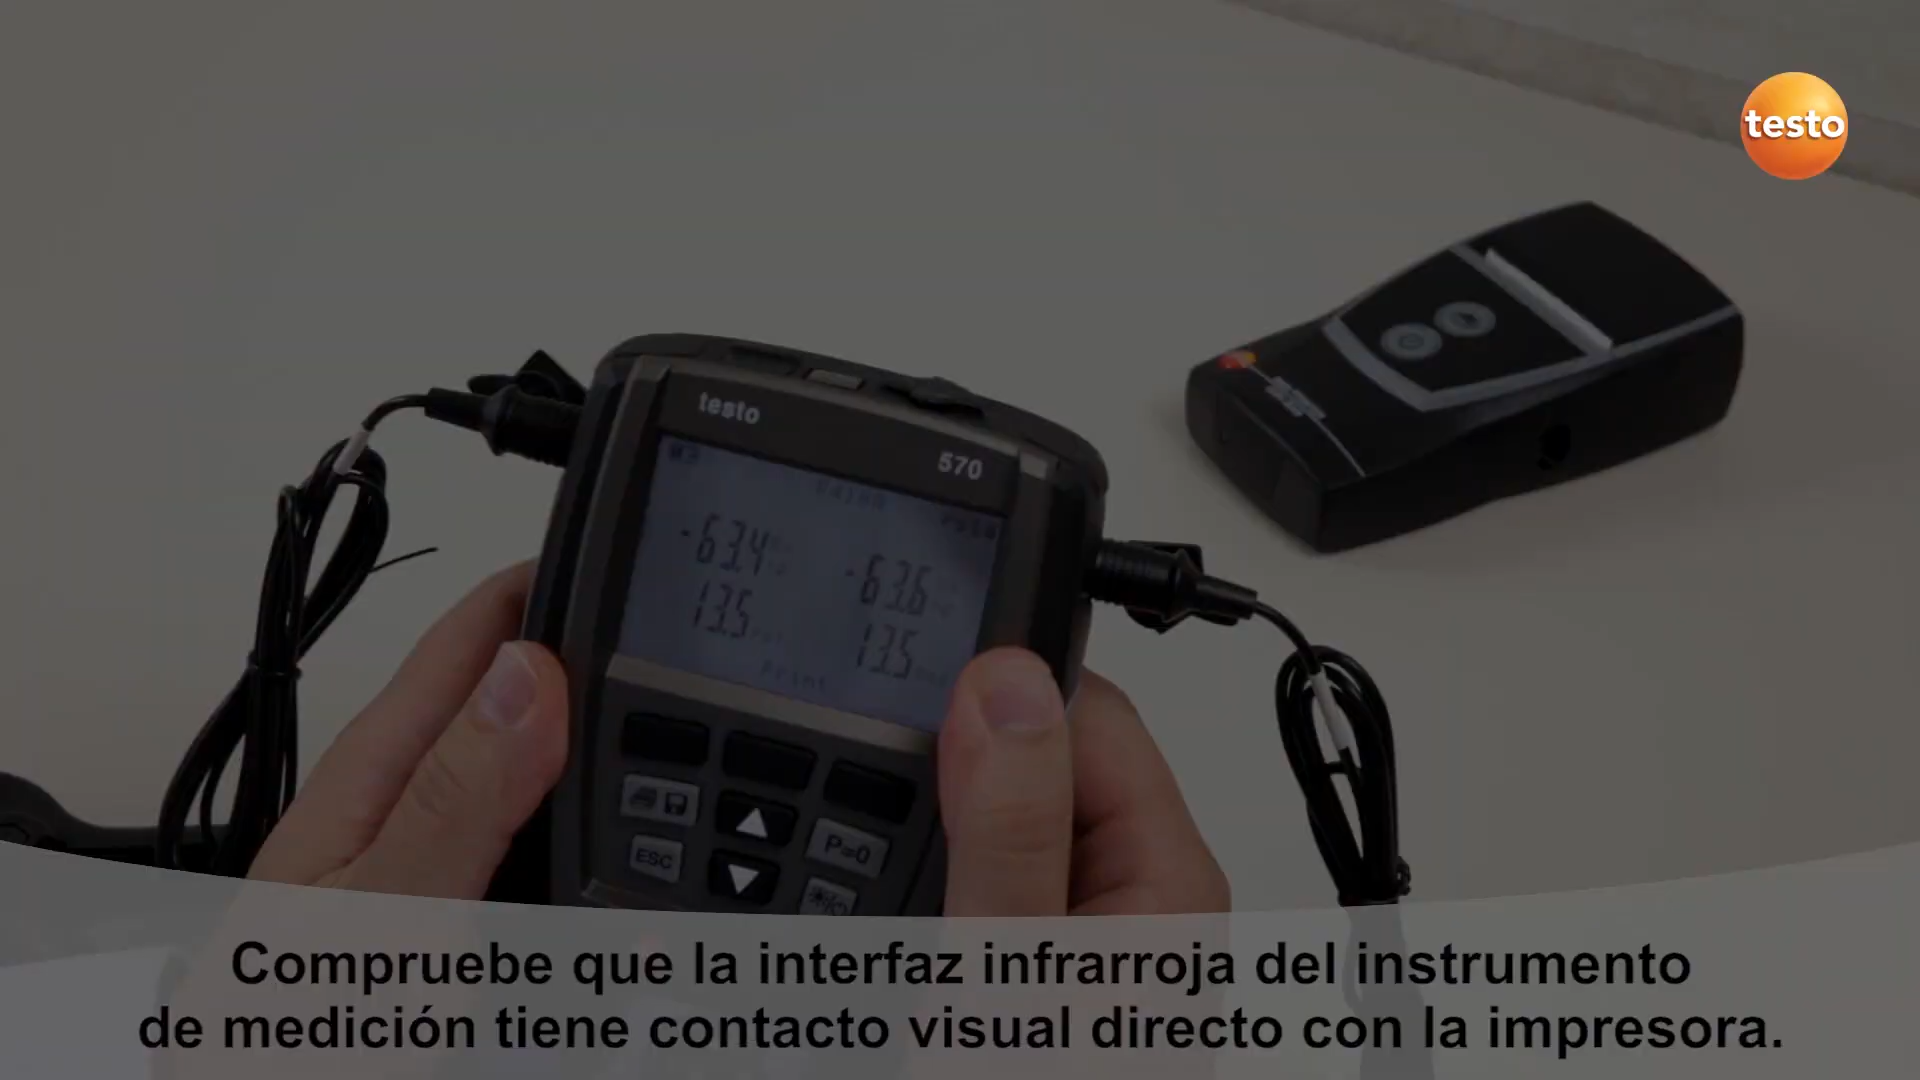 testo
testo
570
-63.4
-63.6
13.5
13.5
Print
ESC
P=0
Compruebe que la interfaz infrarroja del instrumento
de medición tiene contacto visual directo con la impresora.